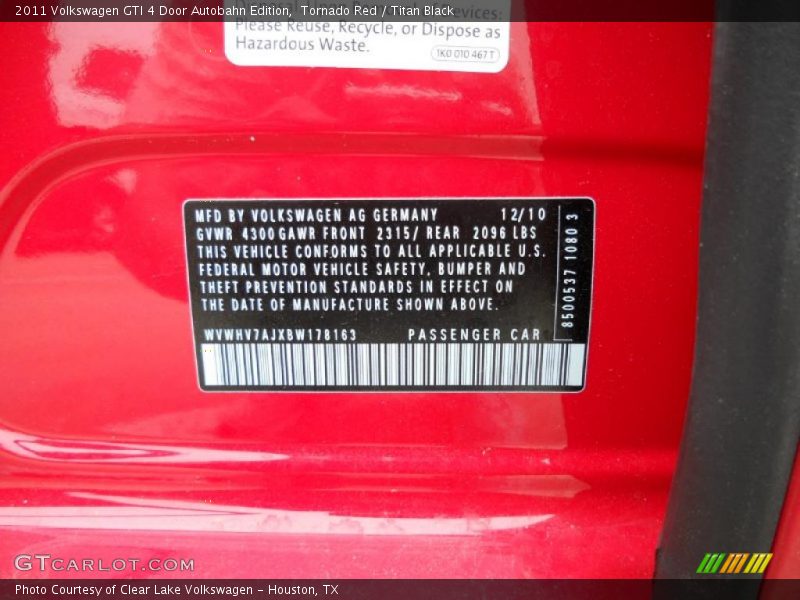 2011 Volkswagen GTI 4 Door Autobahn Edition, Tornado Red / Titan Black
Please Reuse, Recycle, or Dispose as
Hazardous Waste.
1K0 010 467 T
MFD BY VOLKSWAGEN AG GERMANY 12/10
GVWR 4300 GAWR FRONT 2315/ REAR 2096 LBS
THIS VEHICLE CONFORMS TO ALL APPLICABLE U.S.
FEDERAL MOTOR VEHICLE SAFETY, BUMPER AND
THEFT PREVENTION STANDARDS IN EFFECT ON
THE DATE OF MANUFACTURE SHOWN ABOVE.
WVWHV7AJXBW178163 PASSENGER CAR
8500537 1080 3
GTCARLOT.COM
Photo Courtesy of Clear Lake Volkswagen - Houston, TX